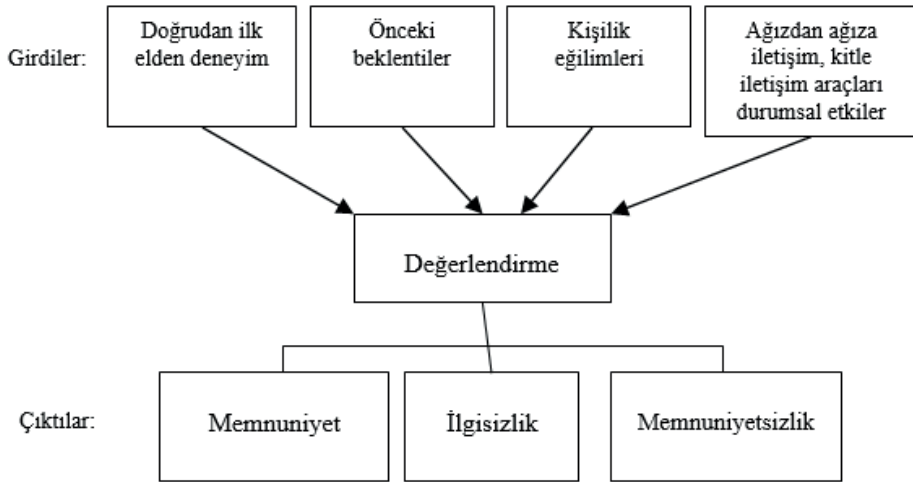 Girdiler:
Doğrudan ilk
elden deneyim
Önceki
beklentiler
Kişilik
eğilimleri
Ağızdan ağıza
iletişim, kitle
iletişim araçları
durumsal etkiler
Değerlendirme
Çıktılar:
Memnuniyet
İlgisizlik
Memnuniyetsizlik